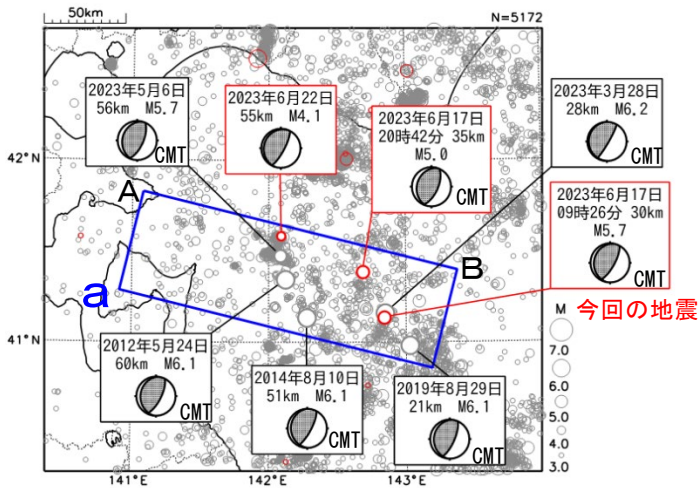 50km
N=5172
2023年5月6日
56km M5.7
CMT
2023年6月22日
55km M4.1
2023年6月17日
20時42分 35km
M5.0
CMT
2023年3月28日
28km M6.2
CMT
2023年6月17日
09時26分 30km
M5.7
CMT
今回の地震
42°N
41°N
A
B
a
2012年5月24日
60km M6.1
CMT
2014年8月10日
51km M6.1
CMT
2019年8月29日
21km M6.1
CMT
M
7.0
6.0
5.0
4.0
3.0
141°E
142°E
143°E